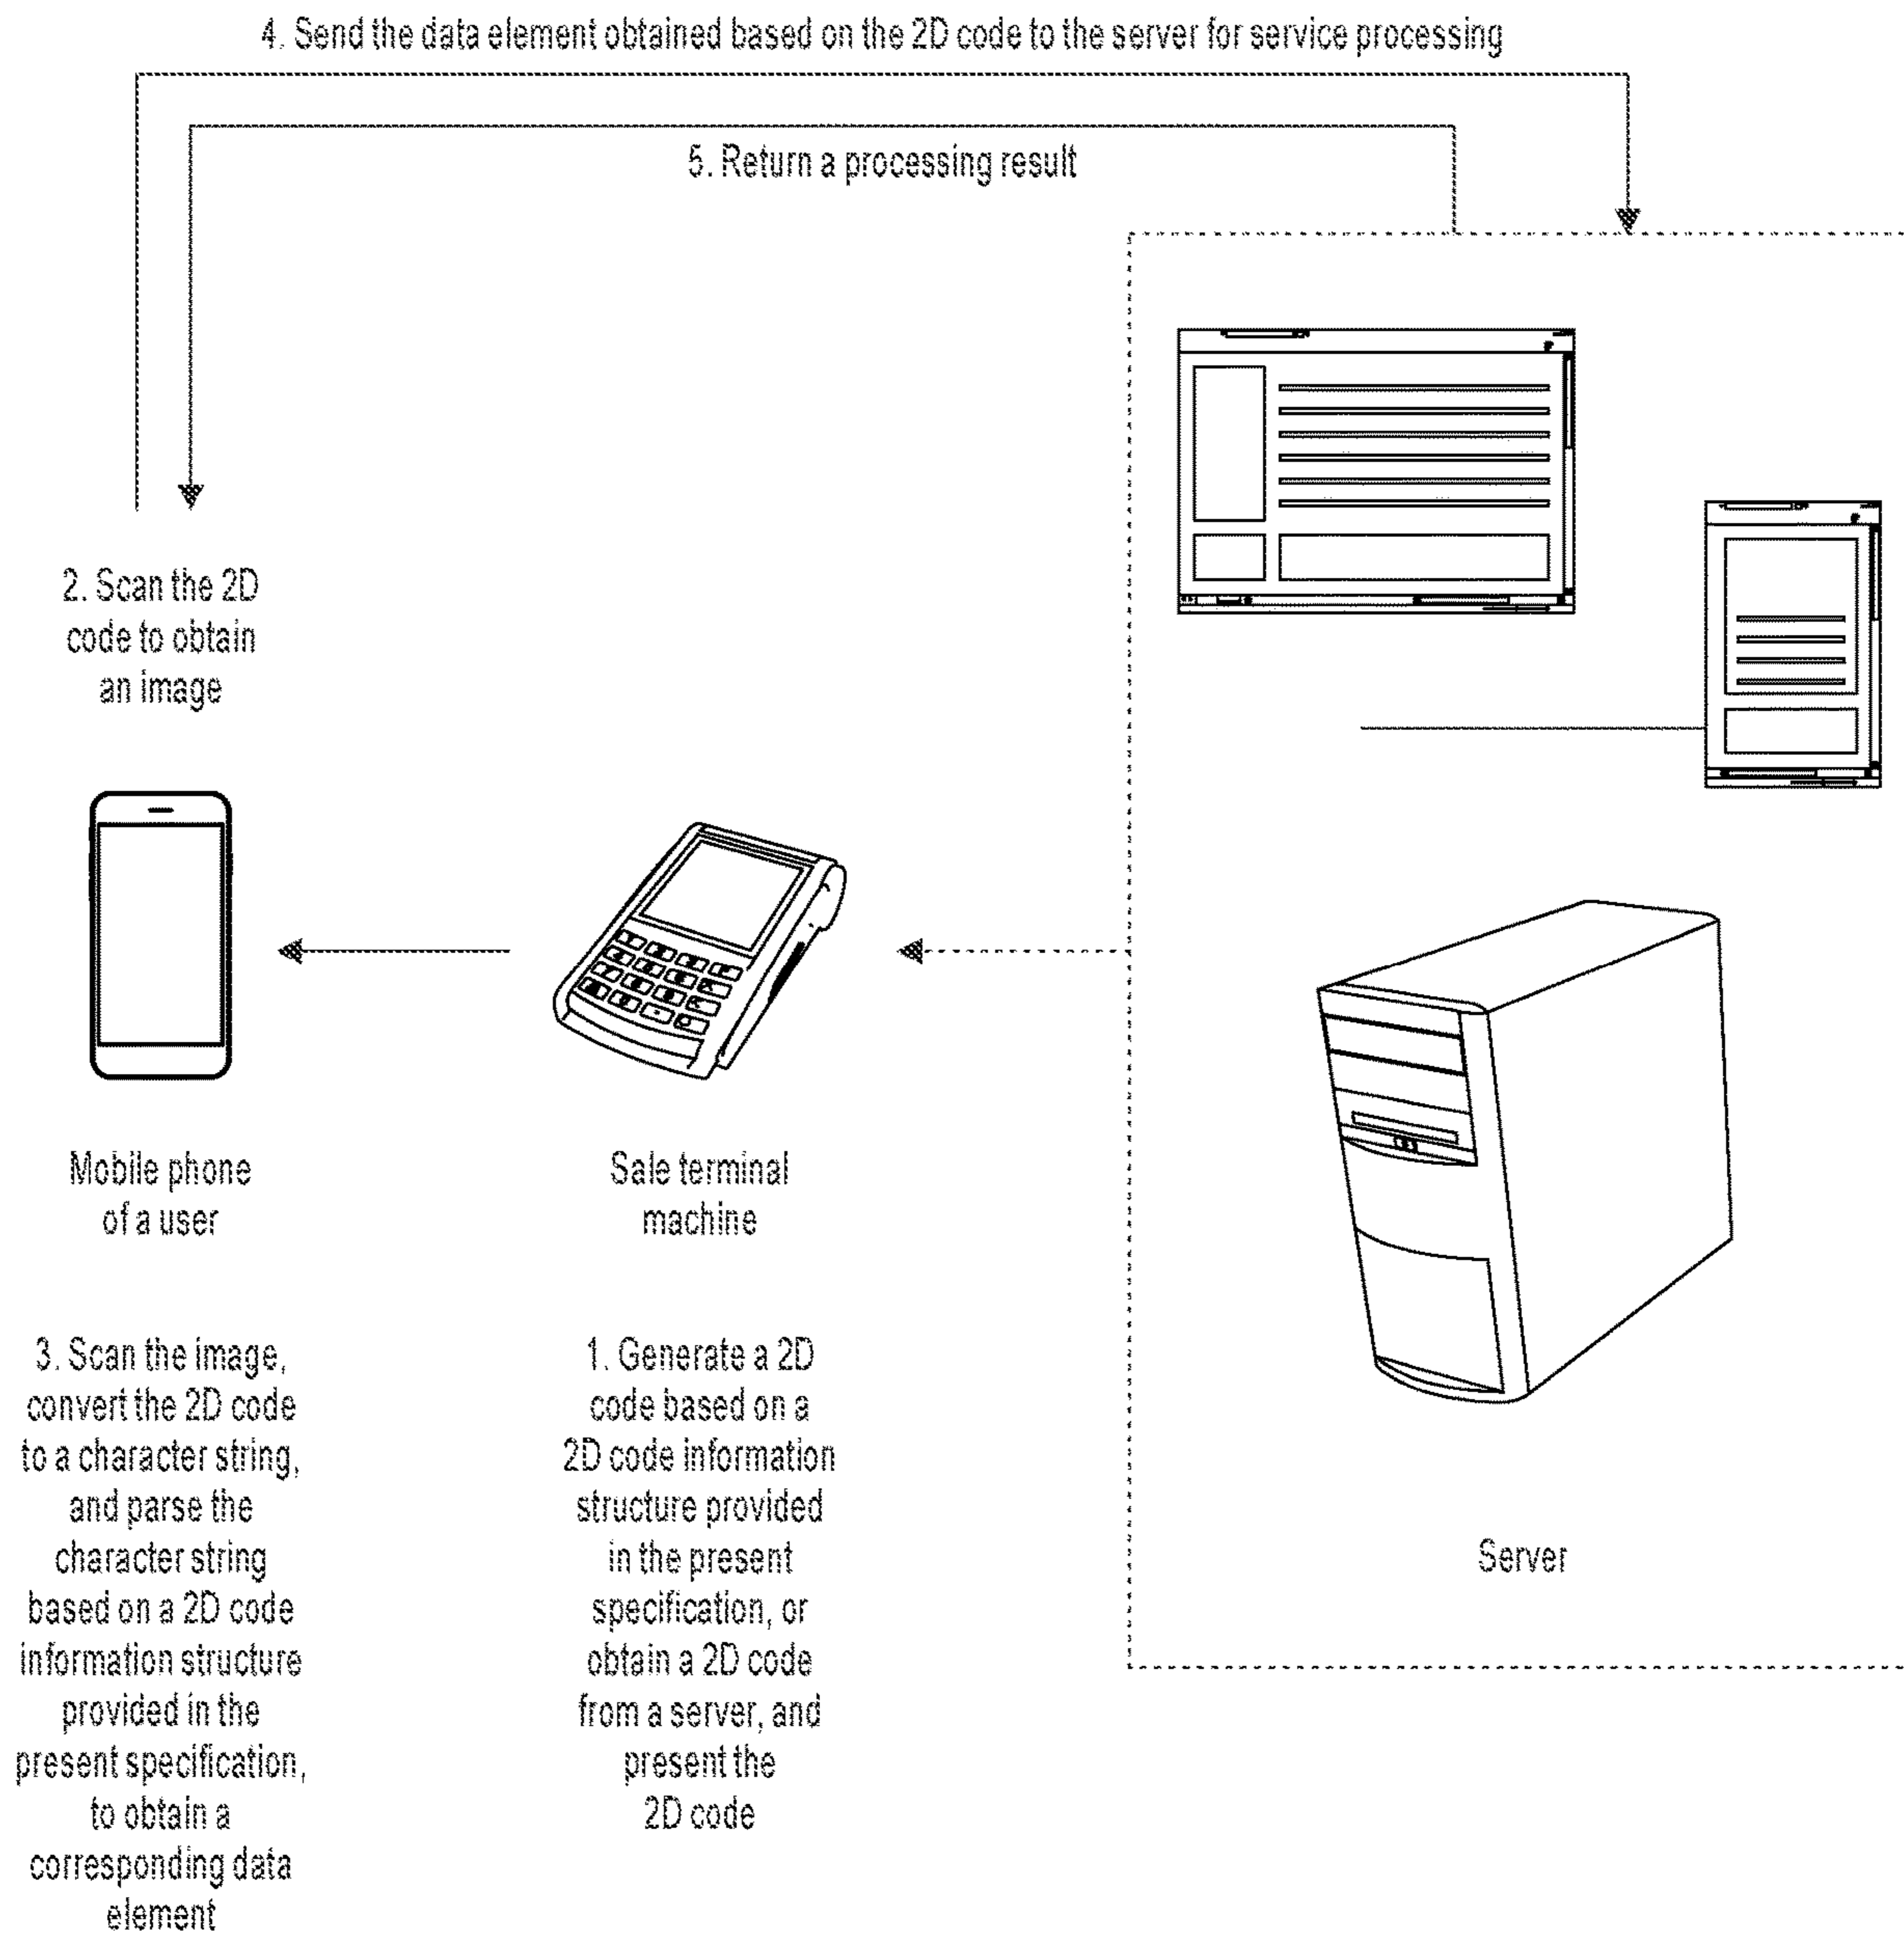 4. Send the data element obtained based on the 2D code to the server for service processing
5. Return a processing result
2. Scan the 2D
code to obtain
an image
Mobile phone
of a user
Sale terminal
machine
3. Scan the image,
convert the 2D code
to a character string,
and parse the
character string
based on a 2D code
information structure
provided in the
present specification,
to obtain a
corresponding data
element
1. Generate a 2D
code based on a
2D code information
structure provided
in the present
specification, or
obtain a 2D code
from a server, and
present the
2D code
Server